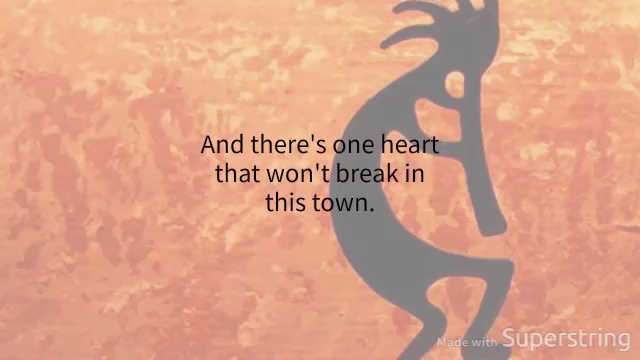 And there's one heart
that won't break in
this town.
Made with Superstring